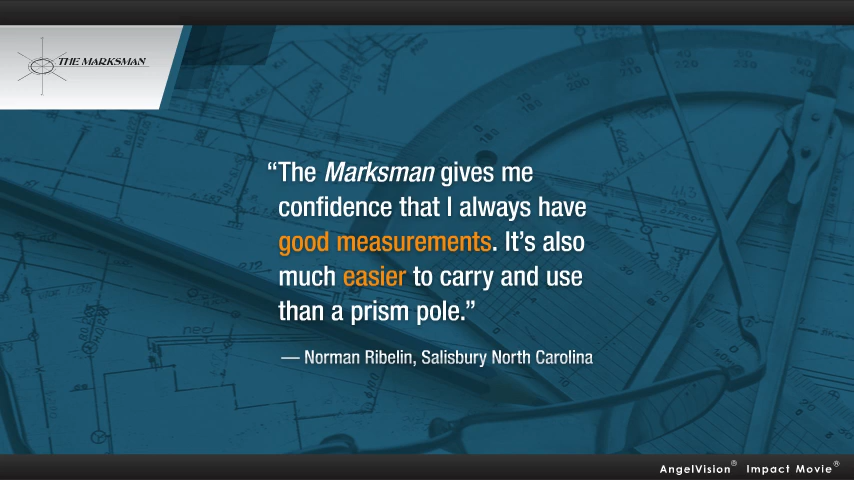 THE MARKSMAN
“The Marksman gives me
confidence that I always have
good measurements. It’s also
much easier to carry and use
than a prism pole.”
— Norman Ribelin, Salisbury North Carolina
AngelVision® Impact Movie®